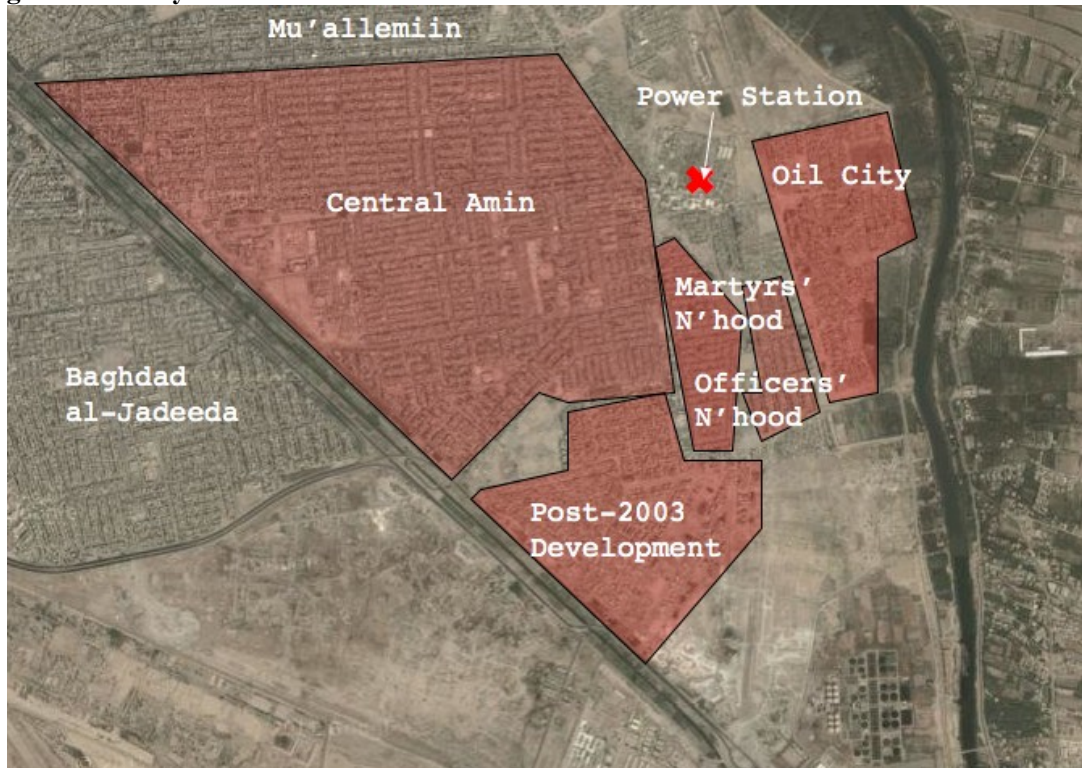 Mu'allemiin
Power Station
Oil City
Central Amin
Martyrs'
N'hood
Baghdad
al-Jadeeda
Officers'
N'hood
Post-2003
Development